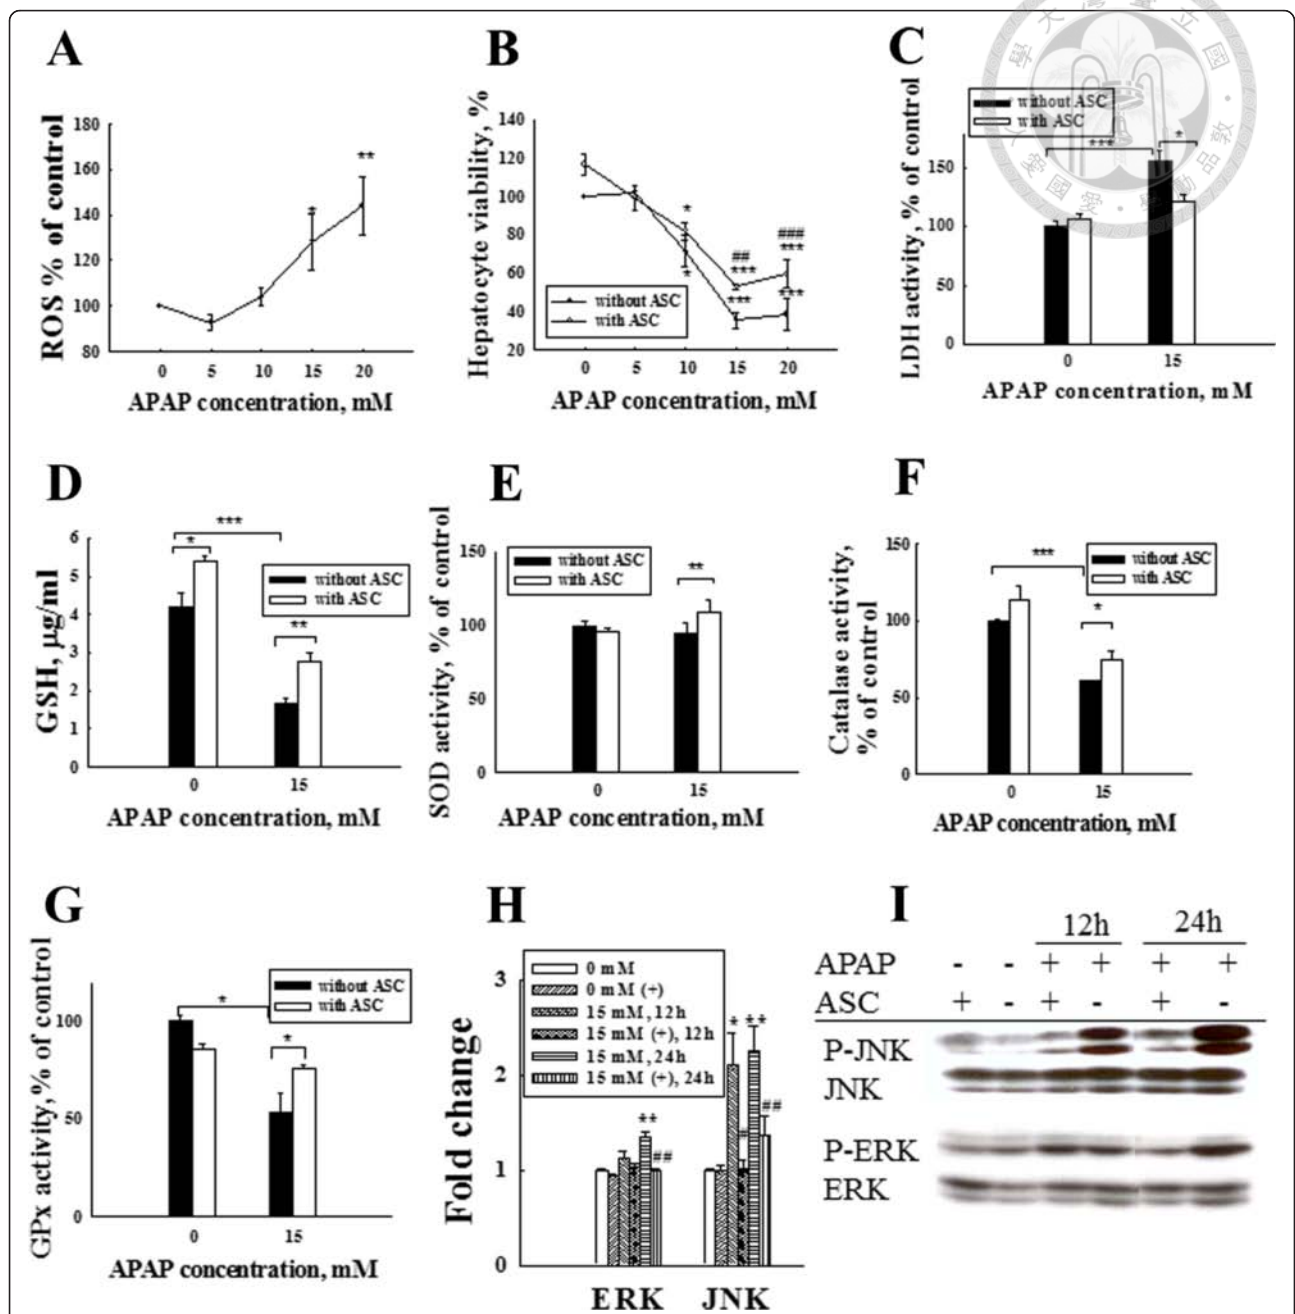 A
ROS % of control
180
160
140
120
100
80
**
*
0 5 10 15 20
APAP concentration, mM
B
Hepatocyte viability, %
140
120
100
80
60
40
20
*
*
##
***
***
###
***
***
without ASC
with ASC
0 5 10 15 20
APAP concentration, mM
C
LDH activity, % of control
without ASC
with ASC
150
100
50
0
***
*
0 15
APAP concentration, mM
D
GSH, µg/ml
6
5
4
3
2
1
0
***
*
**
without ASC
with ASC
0 15
APAP concentration, mM
E
SOD activity, % of control
150
100
50
0
without ASC
with ASC
**
0 15
APAP concentration, mM
F
Catalase activity,
% of control
150
100
50
0
***
*
without ASC
with ASC
0 15
APAP concentration, mM
G
GPx activity, % of control
100
50
0
*
*
without ASC
with ASC
0 15
APAP concentration, mM
H
Fold change
3
2
1
0
0 mM
0 mM (+)
15 mM, 12h
15 mM (+), 12h
15 mM, 24h
15 mM (+), 24h
**
##
*
#
**
##
ERK JNK
I
12h 24h
APAP - - + + + +
ASC + - + - + -
P-JNK
JNK
P-ERK
ERK